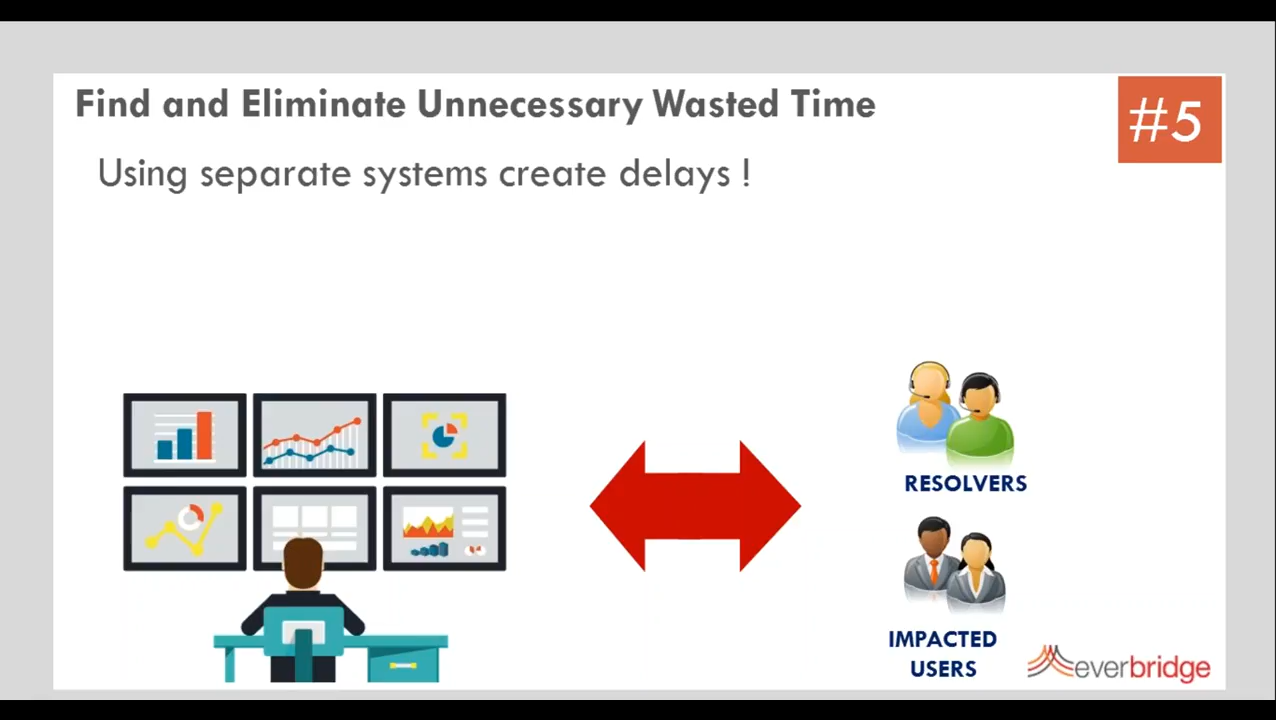 Find and Eliminate Unnecessary Wasted Time
#5
Using separate systems create delays !
RESOLVERS
IMPACTED
USERS
everbridge